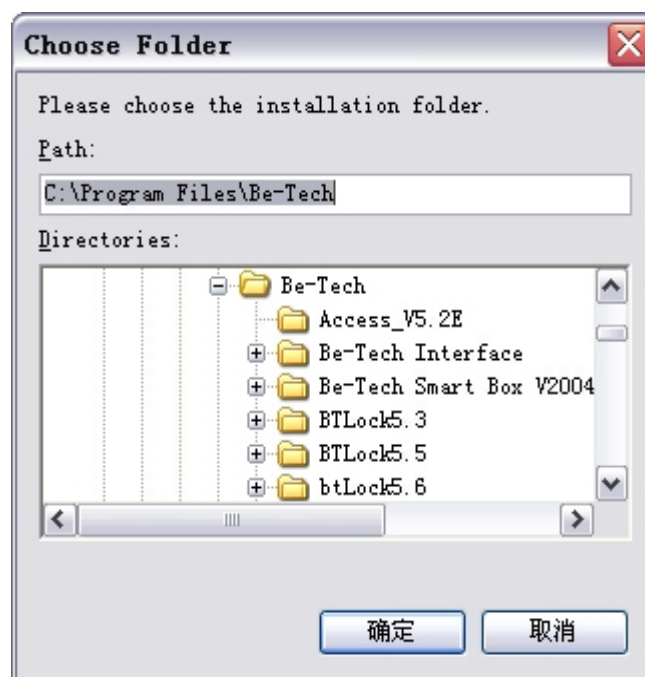 Choose Folder
Please choose the installation folder.
Path:
C:\Program Files\Be-Tech
Directories:
Be-Tech
Access_V5.2E
Be-Tech Interface
Be-Tech Smart Box V2004
BTLock5.3
BTLock5.5
btLock5.6
确定 取消